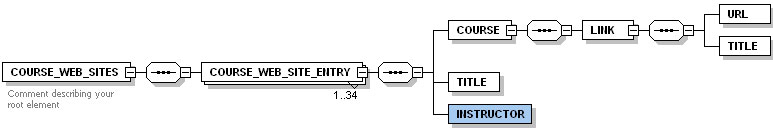 URL
COURSE
LINK
TITLE
COURSE_WEB_SITES
COURSE_WEB_SITE_ENTRY
TITLE
Comment describing your
root element
1..34
INSTRUCTOR